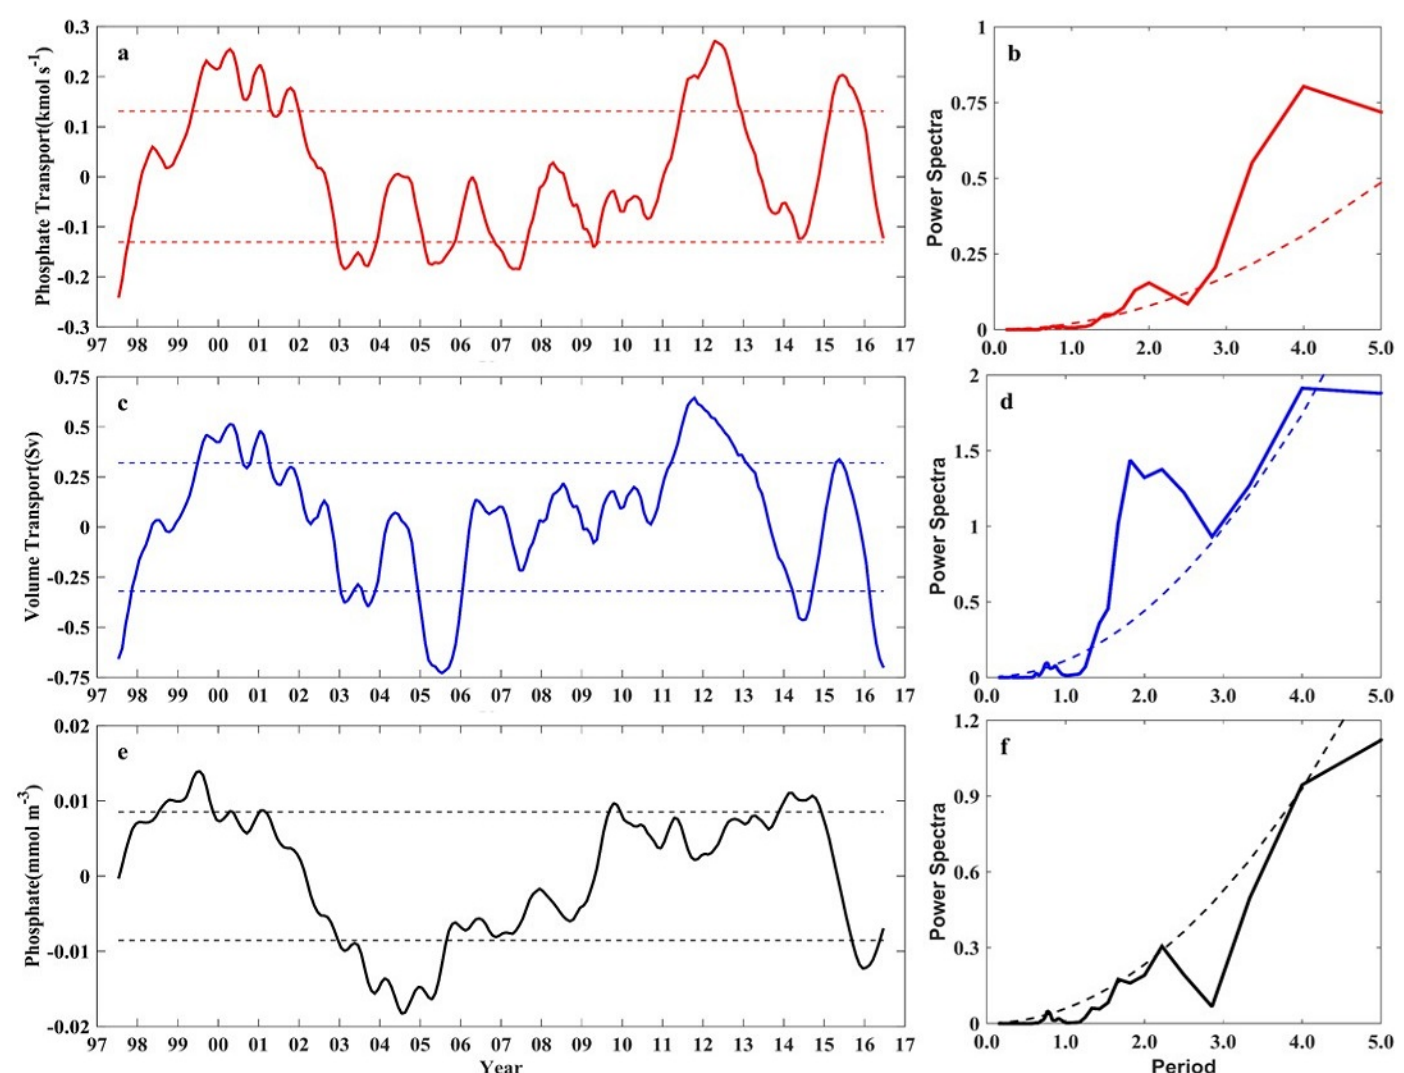 a
Phosphate Transport(kmol s-1)
0.3
0.2
0.1
0
-0.1
-0.2
-0.3
97 98 99 00 01 02 03 04 05 06 07 08 09 10 11 12 13 14 15 16 17
b
Power Spectra
1
0.75
0.5
0.25
0
0.0 1.0 2.0 3.0 4.0 5.0
c
Volume Transport(Sv)
0.75
0.5
0.25
0
-0.25
-0.5
-0.75
97 98 99 00 01 02 03 04 05 06 07 08 09 10 11 12 13 14 15 16 17
d
Power Spectra
2
1.5
1
0.5
0
0.0 1.0 2.0 3.0 4.0 5.0
e
Phosphate(mmol m-3)
0.02
0.01
0
-0.01
-0.02
97 98 99 00 01 02 03 04 05 06 07 08 09 10 11 12 13 14 15 16 17
Year
f
Power Spectra
1.2
0.9
0.6
0.3
0
0.0 1.0 2.0 3.0 4.0 5.0
Period